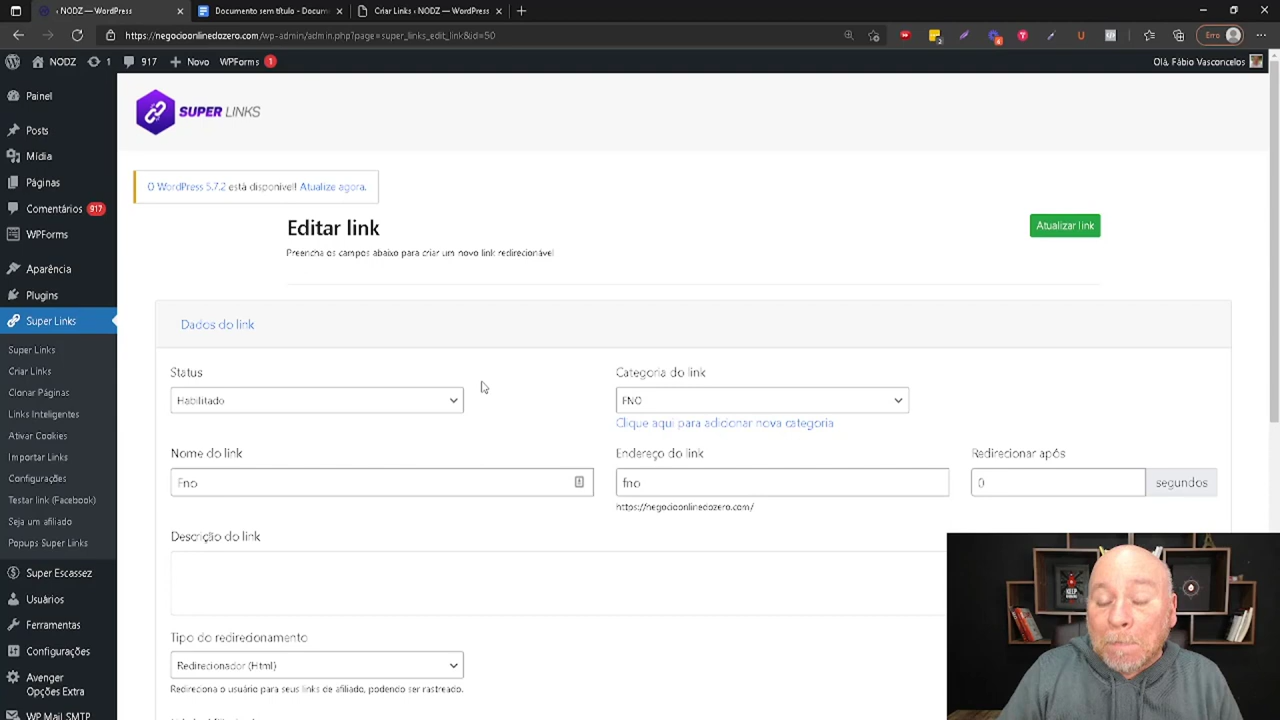 ‹ NODZ — WordPress
Documento sem título - Docum
Criar Links ‹ NODZ — WordPress
https://negocioonlinedozero.com/wp-admin/admin.php?page=super_links_edit_link&id=50
Erro
NODZ
1
917
Novo
WPForms
1
Olá, Fábio Vasconcelos
Painel
Posts
Mídia
Páginas
Comentários 917
WPForms
Aparência
Plugins
Super Links
Super Links
Criar Links
Clonar Páginas
Links Inteligentes
Ativar Cookies
Importar Links
Configurações
Testar link (Facebook)
Seja um afiliado
Popups Super Links
Super Escassez
Usuários
Ferramentas
Configurações
Avenger
Opções Extra
WP Mail SMTP
SUPER LINKS
O WordPress 5.7.2 está disponível! Atualize agora.
Editar link
Atualizar link
Preencha os campos abaixo para criar um novo link redirecionável
Dados do link
Status
Categoria do link
Habilitado
FNO
Clique aqui para adicionar nova categoria
Nome do link
Endereço do link
Redirecionar após
Fno
fno
0
segundos
https://negocioonlinedozero.com/
Descrição do link
Tipo do redirecionamento
Redirecionador (Html)
Redireciona o usuário para seus links de afiliado, podendo ser rastreado.